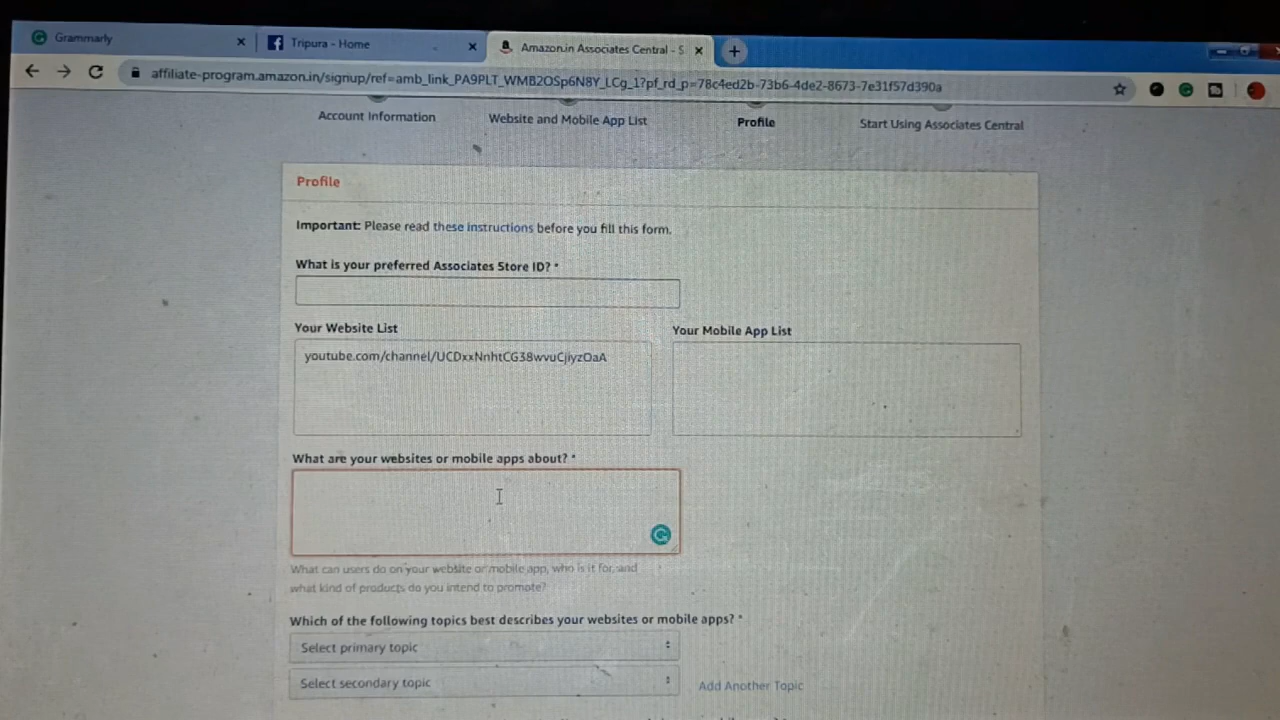 Grammarly
Tripura - Home
Amazon.in Associates Central - S
affiliate-program.amazon.in/signup/ref=amb_link_PA9PLT_WMB2OSp6N8Y_LCg_1?pf_rd_p=78c4ed2b-73b6-4de2-8673-7e31f57d390a
Account Information
Website and Mobile App List
Profile
Start Using Associates Central
Profile
Important: Please read these instructions before you fill this form.
What is your preferred Associates Store ID? *
Your Website List
Your Mobile App List
youtube.com/channel/UCDxxNnhtCG38wvuCjiyzOaA
What are your websites or mobile apps about? *
What can users do on your website or mobile app, who is it for, and
what kind of products do you intend to promote?
Which of the following topics best describes your websites or mobile apps? *
Select primary topic
Select secondary topic
Add Another Topic